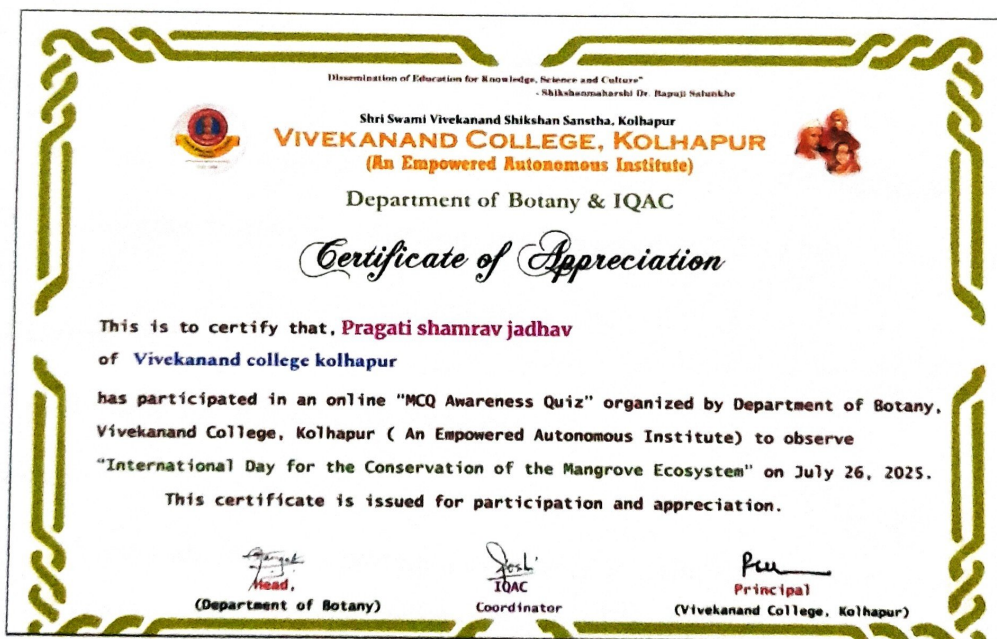 Dissemination of Education for Knowledge, Science and Culture"
- Shikshanmaharshi Dr. Bapuji Salunkhe
Shri Swami Vivekanand Shikshan Sanstha, Kolhapur
VIVEKANAND COLLEGE, KOLHAPUR
(An Empowered Autonomous Institute)
Department of Botany & IQAC
Certificate of Appreciation
This is to certify that, Pragati shamrav jadhav
of Vivekanand college kolhapur
has participated in an online "MCQ Awareness Quiz" organized by Department of Botany,
Vivekanand College, Kolhapur ( An Empowered Autonomous Institute) to observe
"International Day for the Conservation of the Mangrove Ecosystem" on July 26, 2025.
This certificate is issued for participation and appreciation.
Head,
IQAC
Principal
(Department of Botany)
Coordinator
(Vivekanand College, Kolhapur)